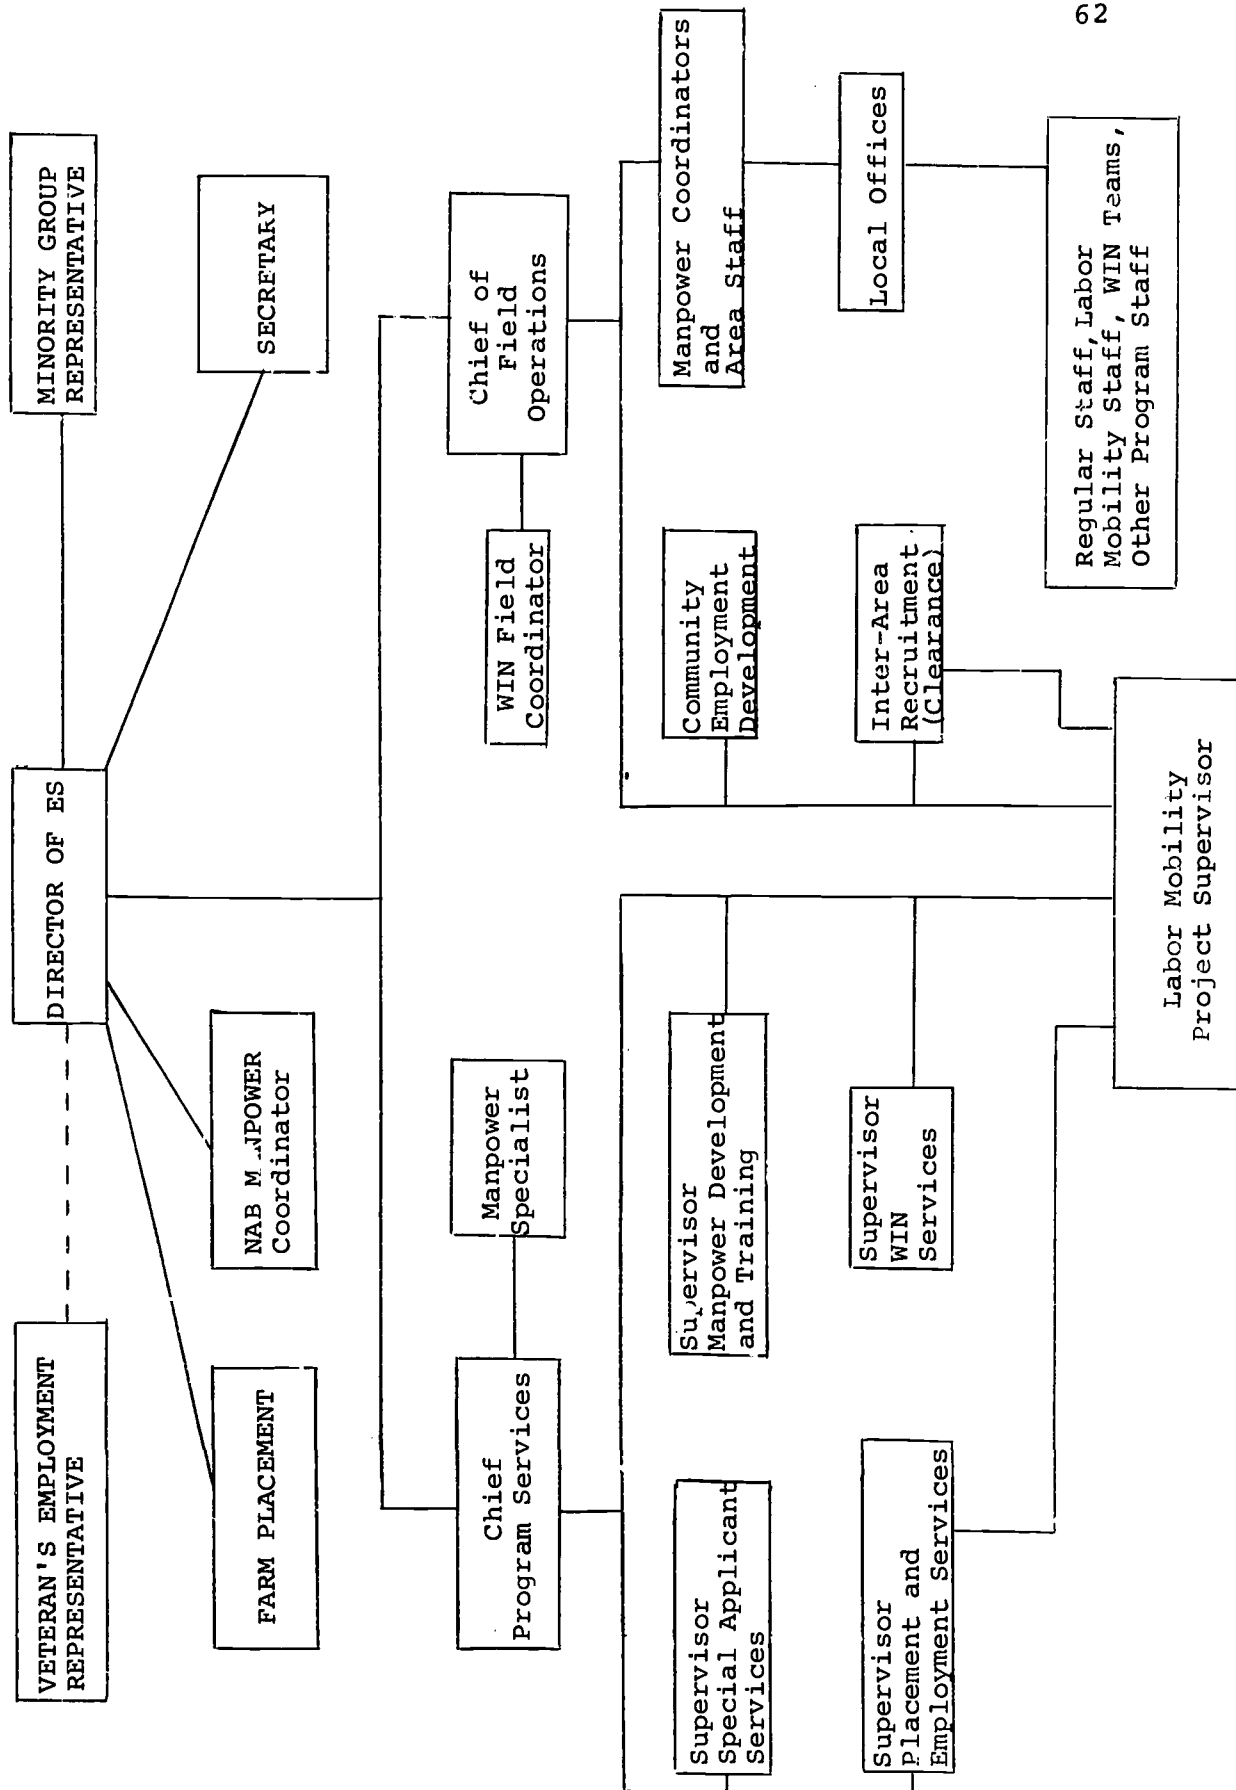 62
VETERAN'S EMPLOYMENT
REPRESENTATIVE
DIRECTOR OF ES
MINORITY GROUP
REPRESENTATIVE
FARM PLACEMENT
NAB
Coordinator
SECRETARY
Chief
Program Services
Manpower
Specialist
WIN Field
Coordinator
Chief of
Field
Operations
Supervisor
Special Applicant
Services
Supervisor
Manpower Development
and Training
Community
Employment
Development
Manpower Coordinators
and
Area Staff
Supervisor
Placement and
Employment Services
Supervisor
WIN
Services
Inter-Area
Recruitment
(Clearance)
Local Offices
Labor Mobility
Project Supervisor
Regular Staff, Labor
Mobility Staff, WIN Teams,
Other Program Staff